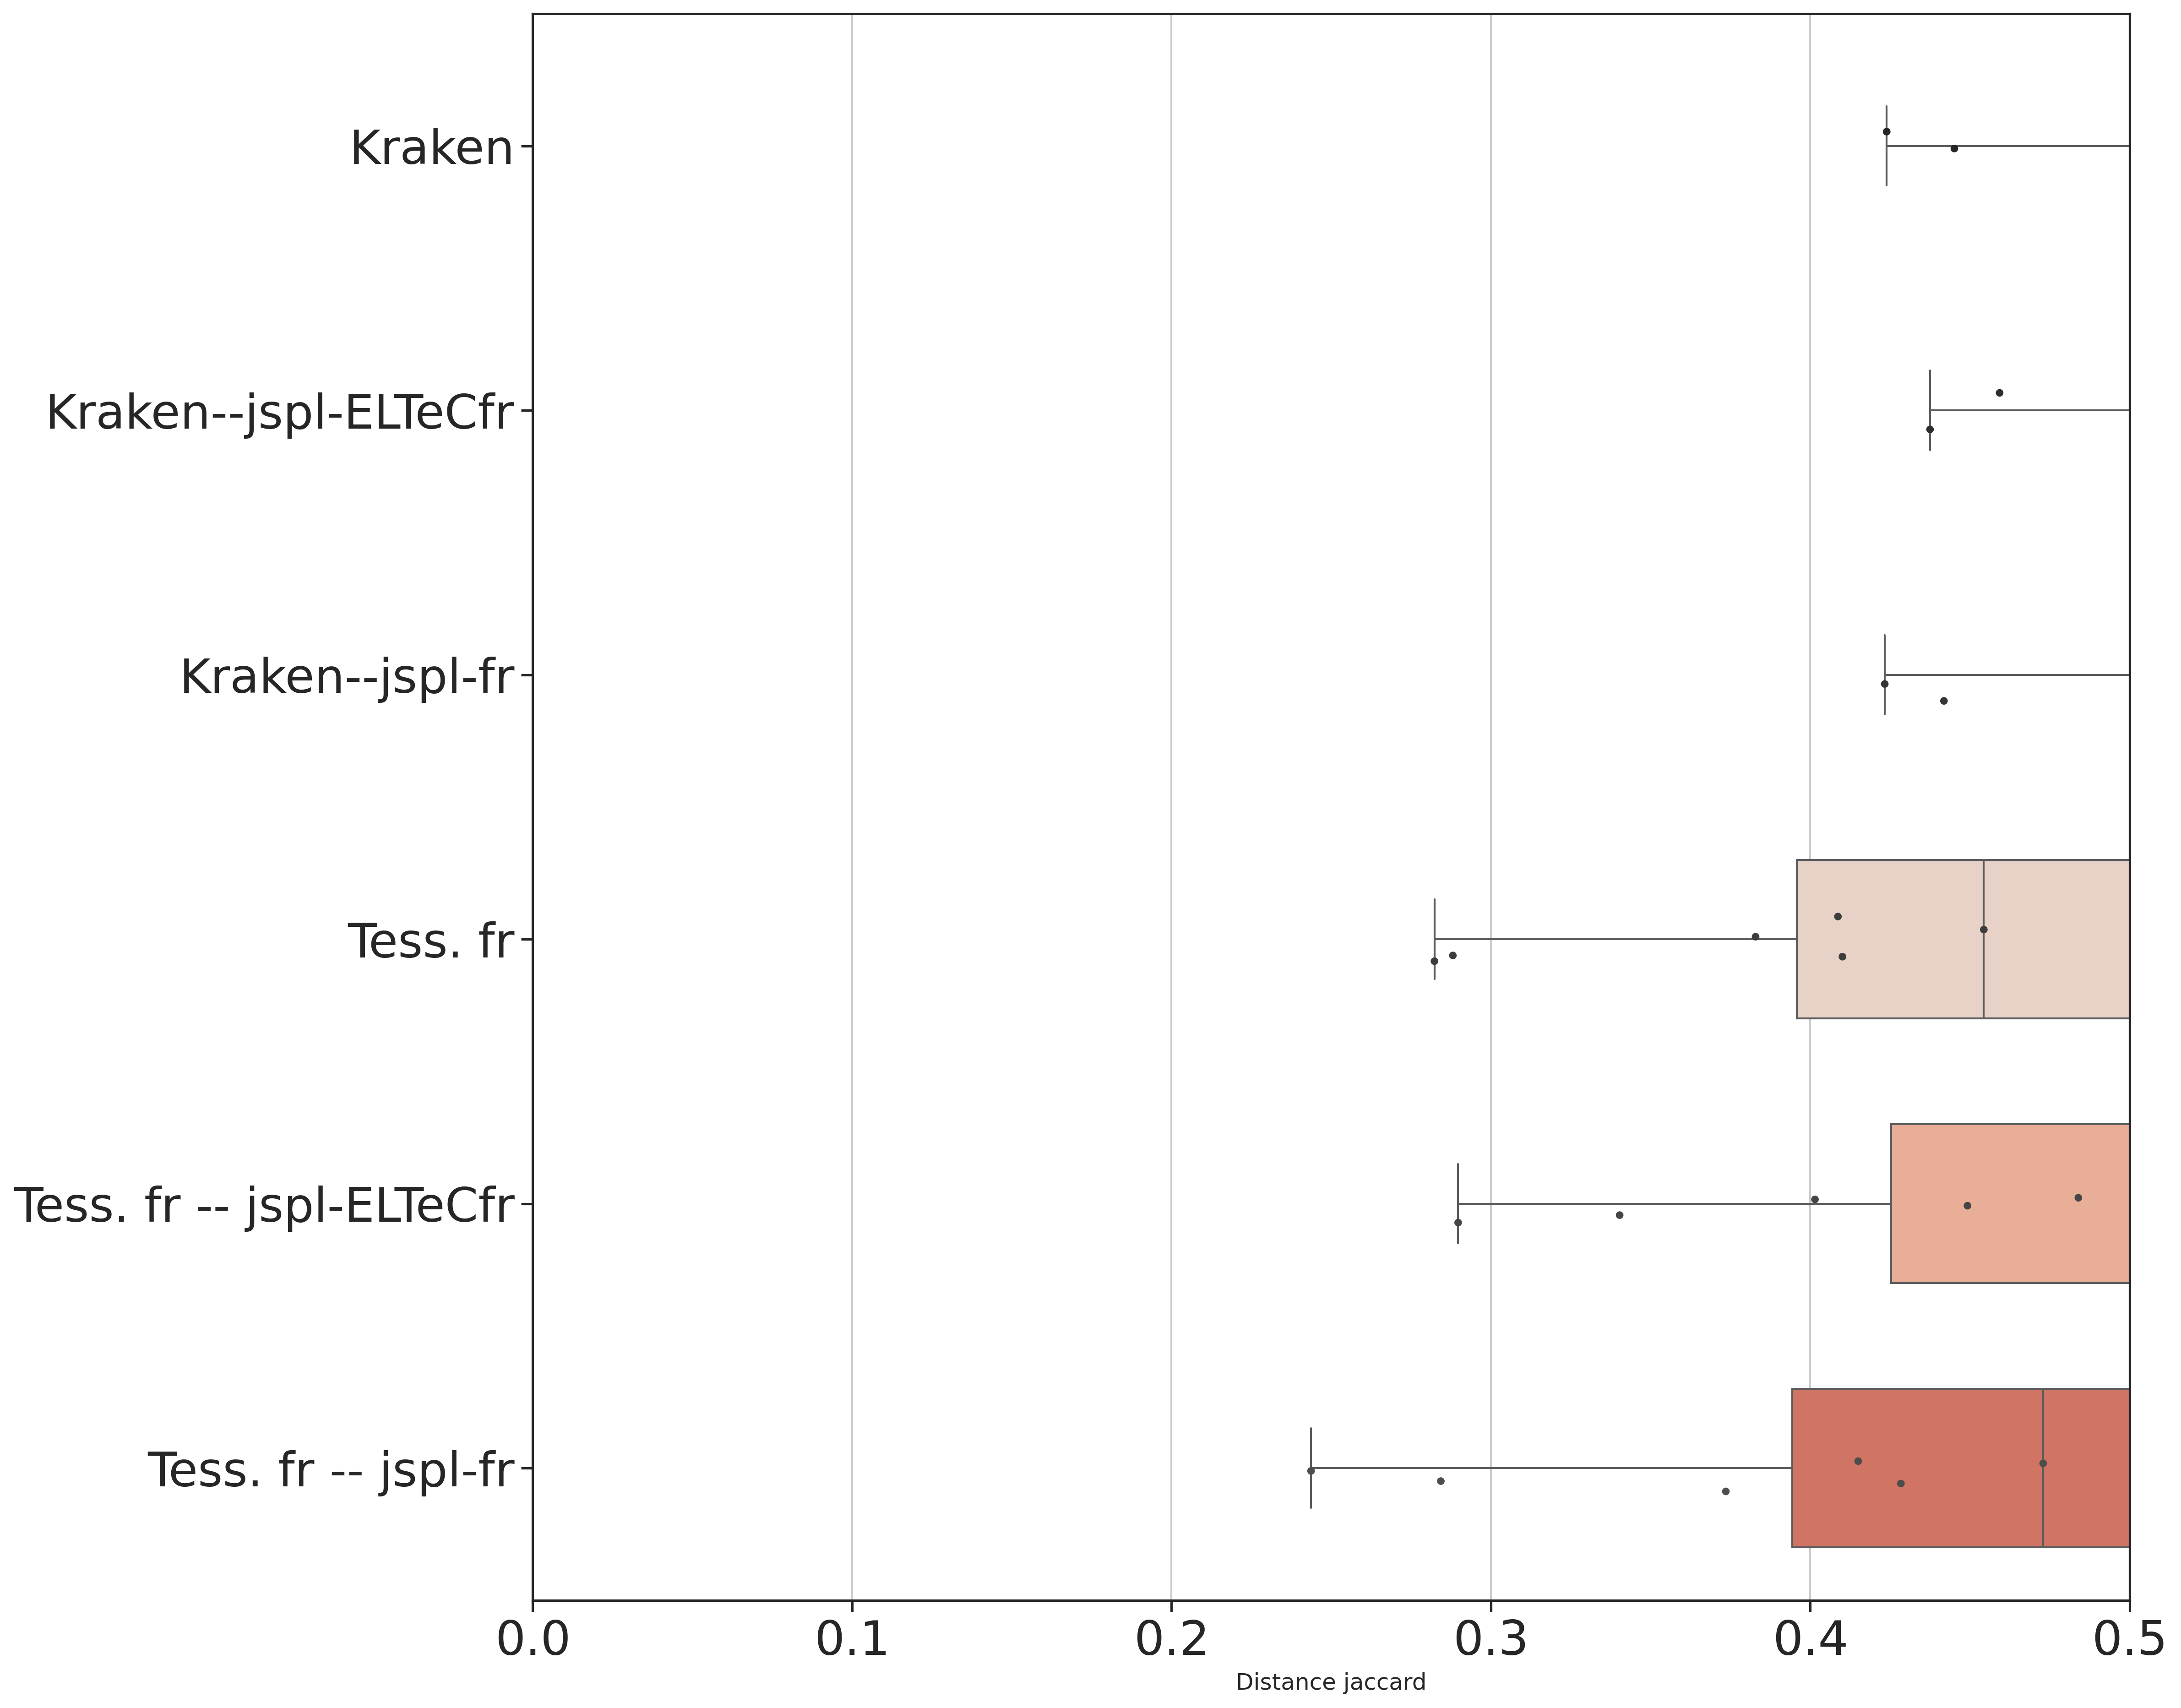 Kraken
Kraken--jspl-ELTeCfr
Kraken--jspl-fr
Tess. fr
Tess. fr -- jspl-ELTeCfr
Tess. fr -- jspl-fr
0.0 0.1 0.2 0.3 0.4 0.5
Distance jaccard